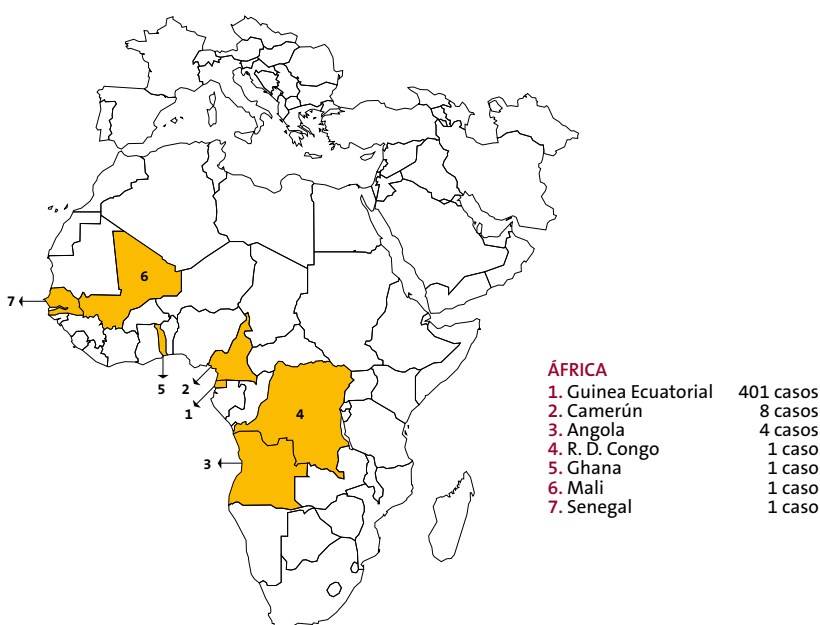 6
7
5
2
1
4
3
ÁFRICA
1. Guinea Ecuatorial 401 casos
2. Camerún 8 casos
3. Angola 4 casos
4. R. D. Congo 1 caso
5. Ghana 1 caso
6. Mali 1 caso
7. Senegal 1 caso